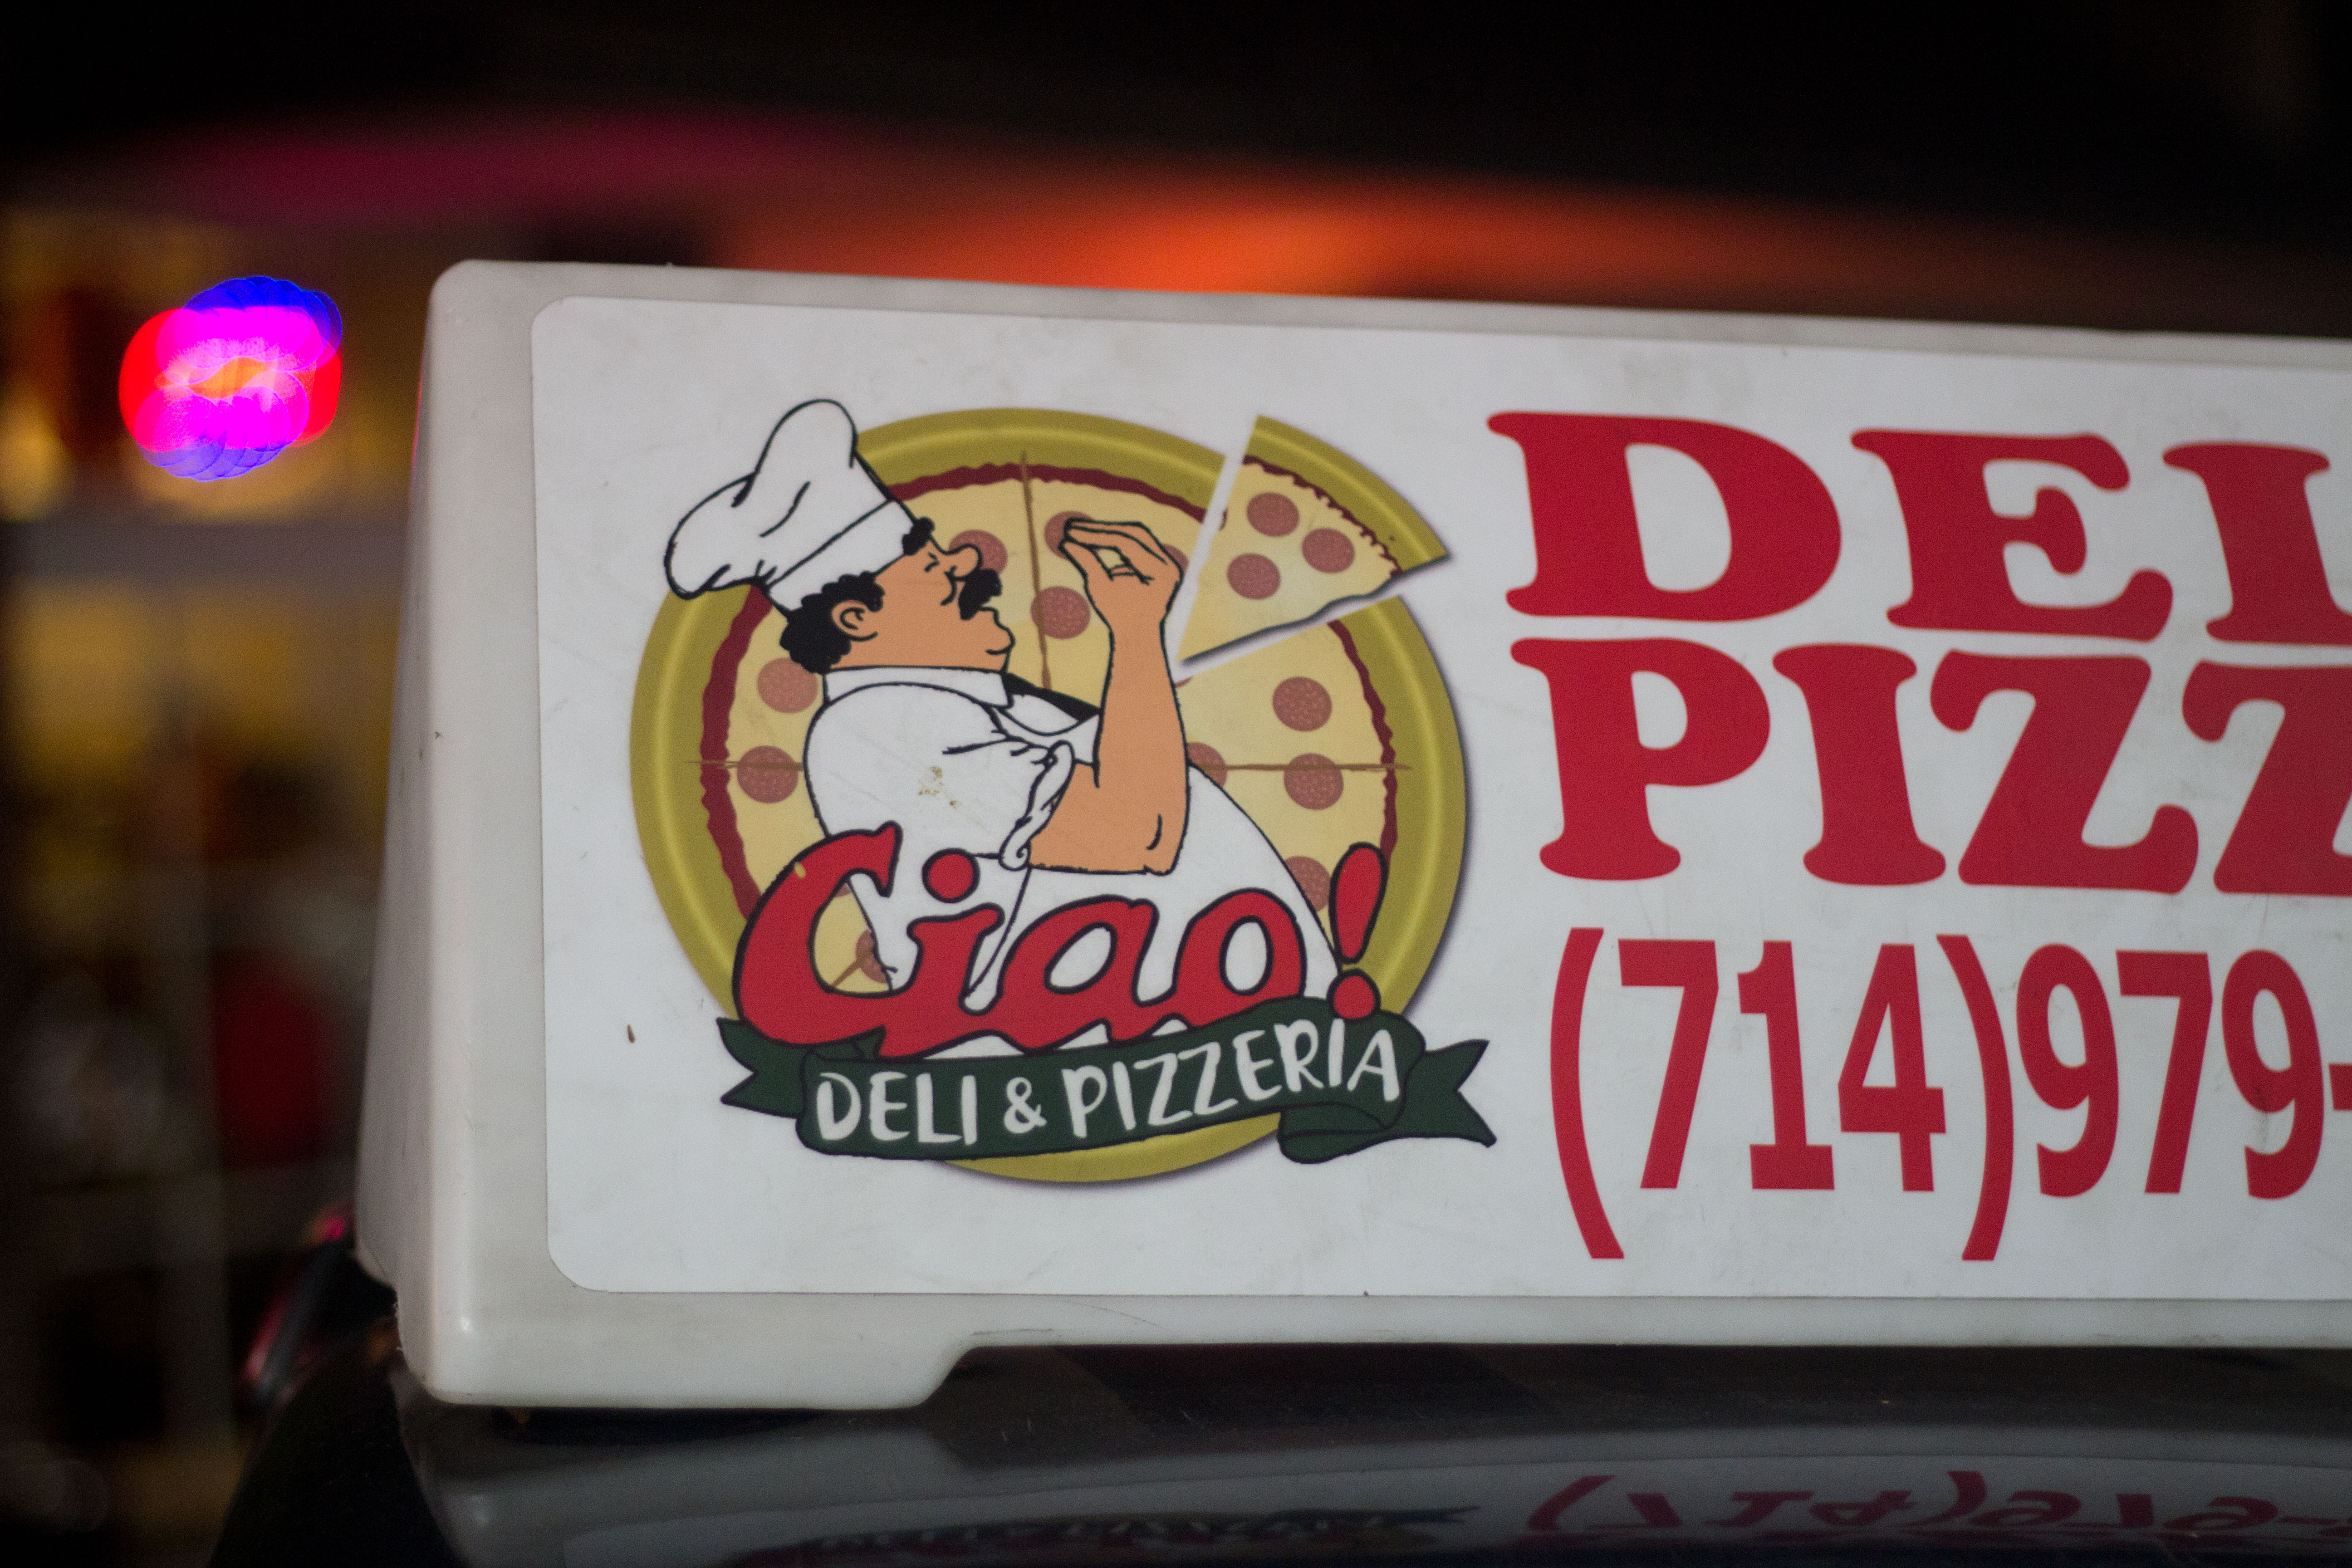 Ciao!
DELI & PIZZERIA
DEL
PIZZ
(714)979-